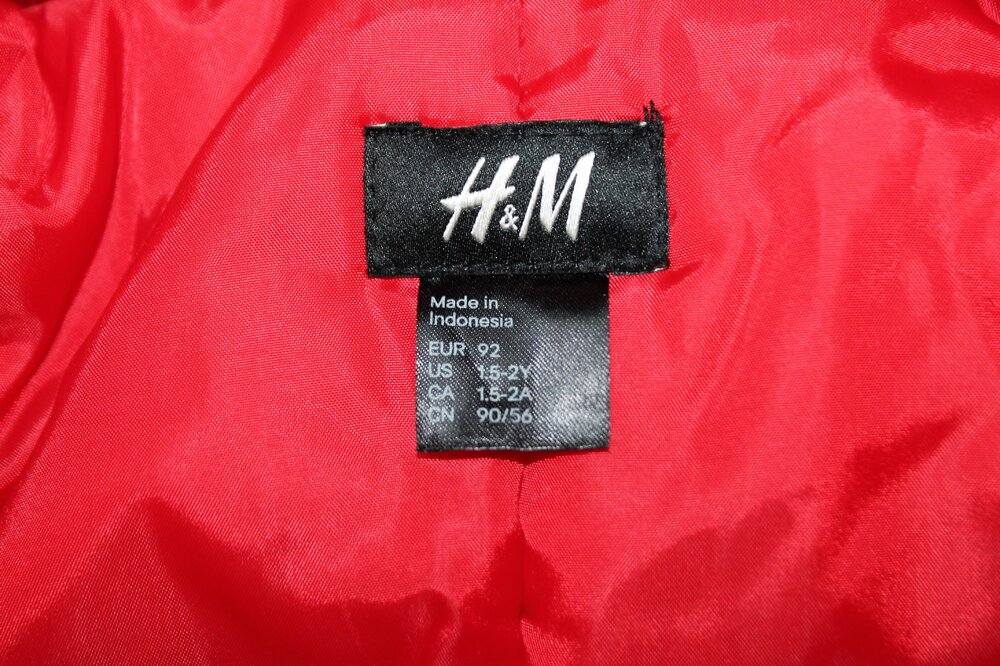 H&M
Made in
Indonesia
EUR 92
US 1.5-2Y
CA 1.5-2A
CN 90/56